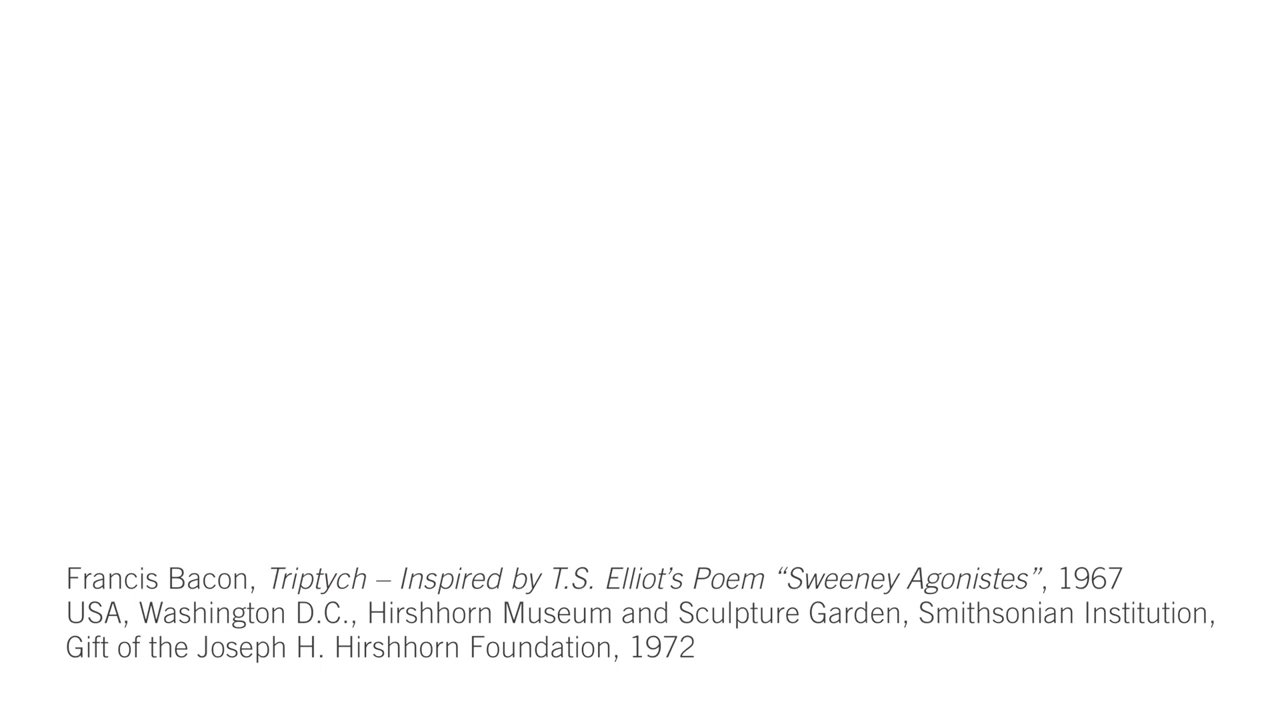 Francis Bacon, Triptych – Inspired by T.S. Elliot’s Poem “Sweeney Agonistes”, 1967
USA, Washington D.C., Hirshhorn Museum and Sculpture Garden, Smithsonian Institution,
Gift of the Joseph H. Hirshhorn Foundation, 1972